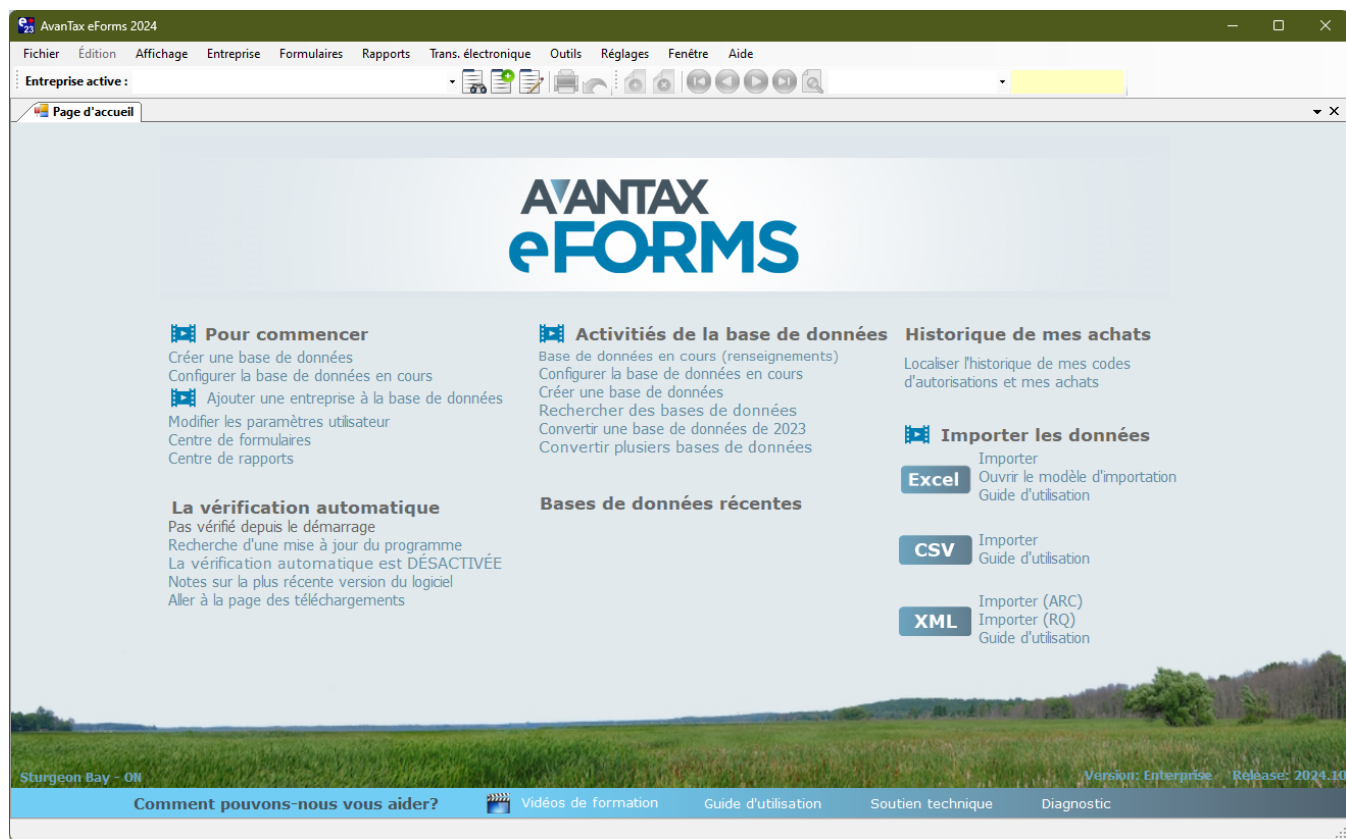 AvanTax eForms 2024
Fichier Édition Affichage Entreprise Formulaires Rapports Trans. électronique Outils Réglages Fenêtre Aide
Entreprise active :
Page d'accueil
AVANTAX
eFORMS
Pour commencer
Créer une base de données
Configurer la base de données en cours
Ajouter une entreprise à la base de données
Modifier les paramètres utilisateur
Centre de formulaires
Centre de rapports
La vérification automatique
Pas vérifié depuis le démarrage
Recherche d'une mise à jour du programme
La vérification automatique est DÉSACTIVÉE
Notes sur la plus récente version du logiciel
Aller à la page des téléchargements
Activitiés de la base de données
Base de données en cours (renseignements)
Configurer la base de données en cours
Créer une base de données
Rechercher des bases de données
Convertir une base de données de 2023
Convertir plusiers bases de données
Bases de données récentes
Historique de mes achats
Localiser l'historique de mes codes
d'autorisations et mes achats
Importer les données
Excel
Importer
Ouvrir le modèle d'importation
Guide d'utilisation
CSV
Importer
Guide d'utilisation
XML
Importer (ARC)
Importer (RQ)
Guide d'utilisation
Sturgeon Bay - ON
Version: Enterprise Release: 2024.10
Comment pouvons-nous vous aider? Vidéos de formation Guide d'utilisation Soutien technique Diagnostic